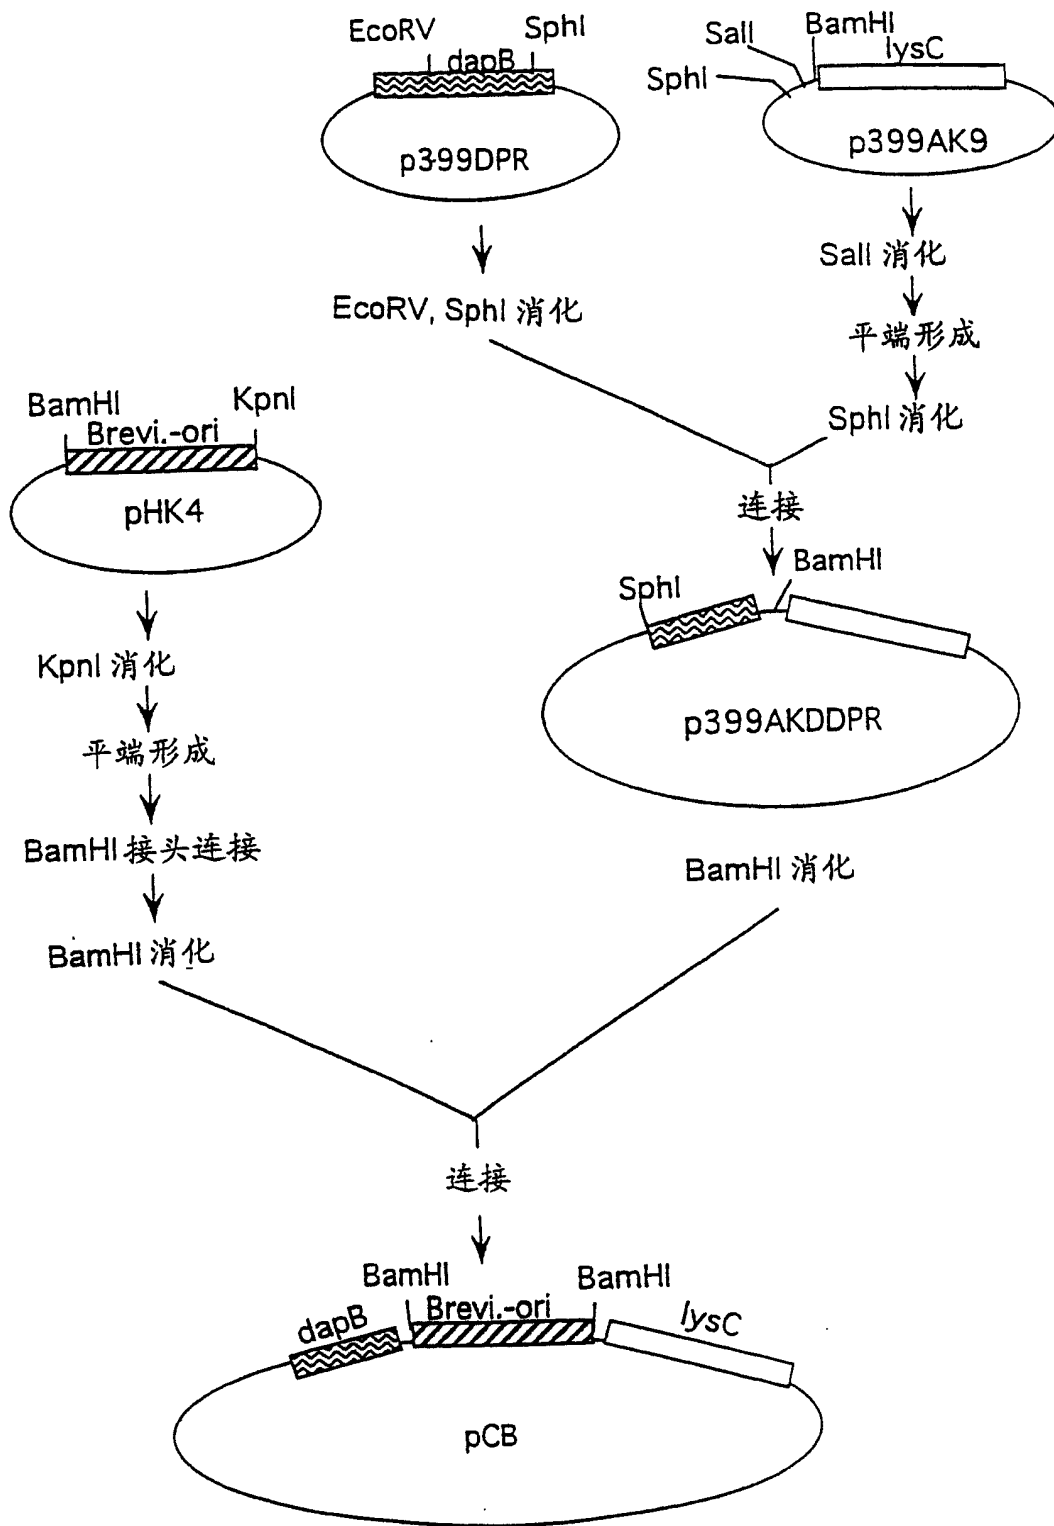 EcoRV
SphI
dapB
p399DPR
SalI
BamHI
lysC
SphI
p399AK9
SalI 消化
EcoRV, SphI 消化
平端形成
SphI 消化
BamHI
KpnI
Brevi.-ori
pHK4
连接
SphI
BamHI
KpnI 消化
p399AKDDPR
平端形成
BamHI 接头连接
BamHI 消化
BamHI 消化
连接
BamHI
BamHI
dapB
Brevi.-ori
lysC
pCB